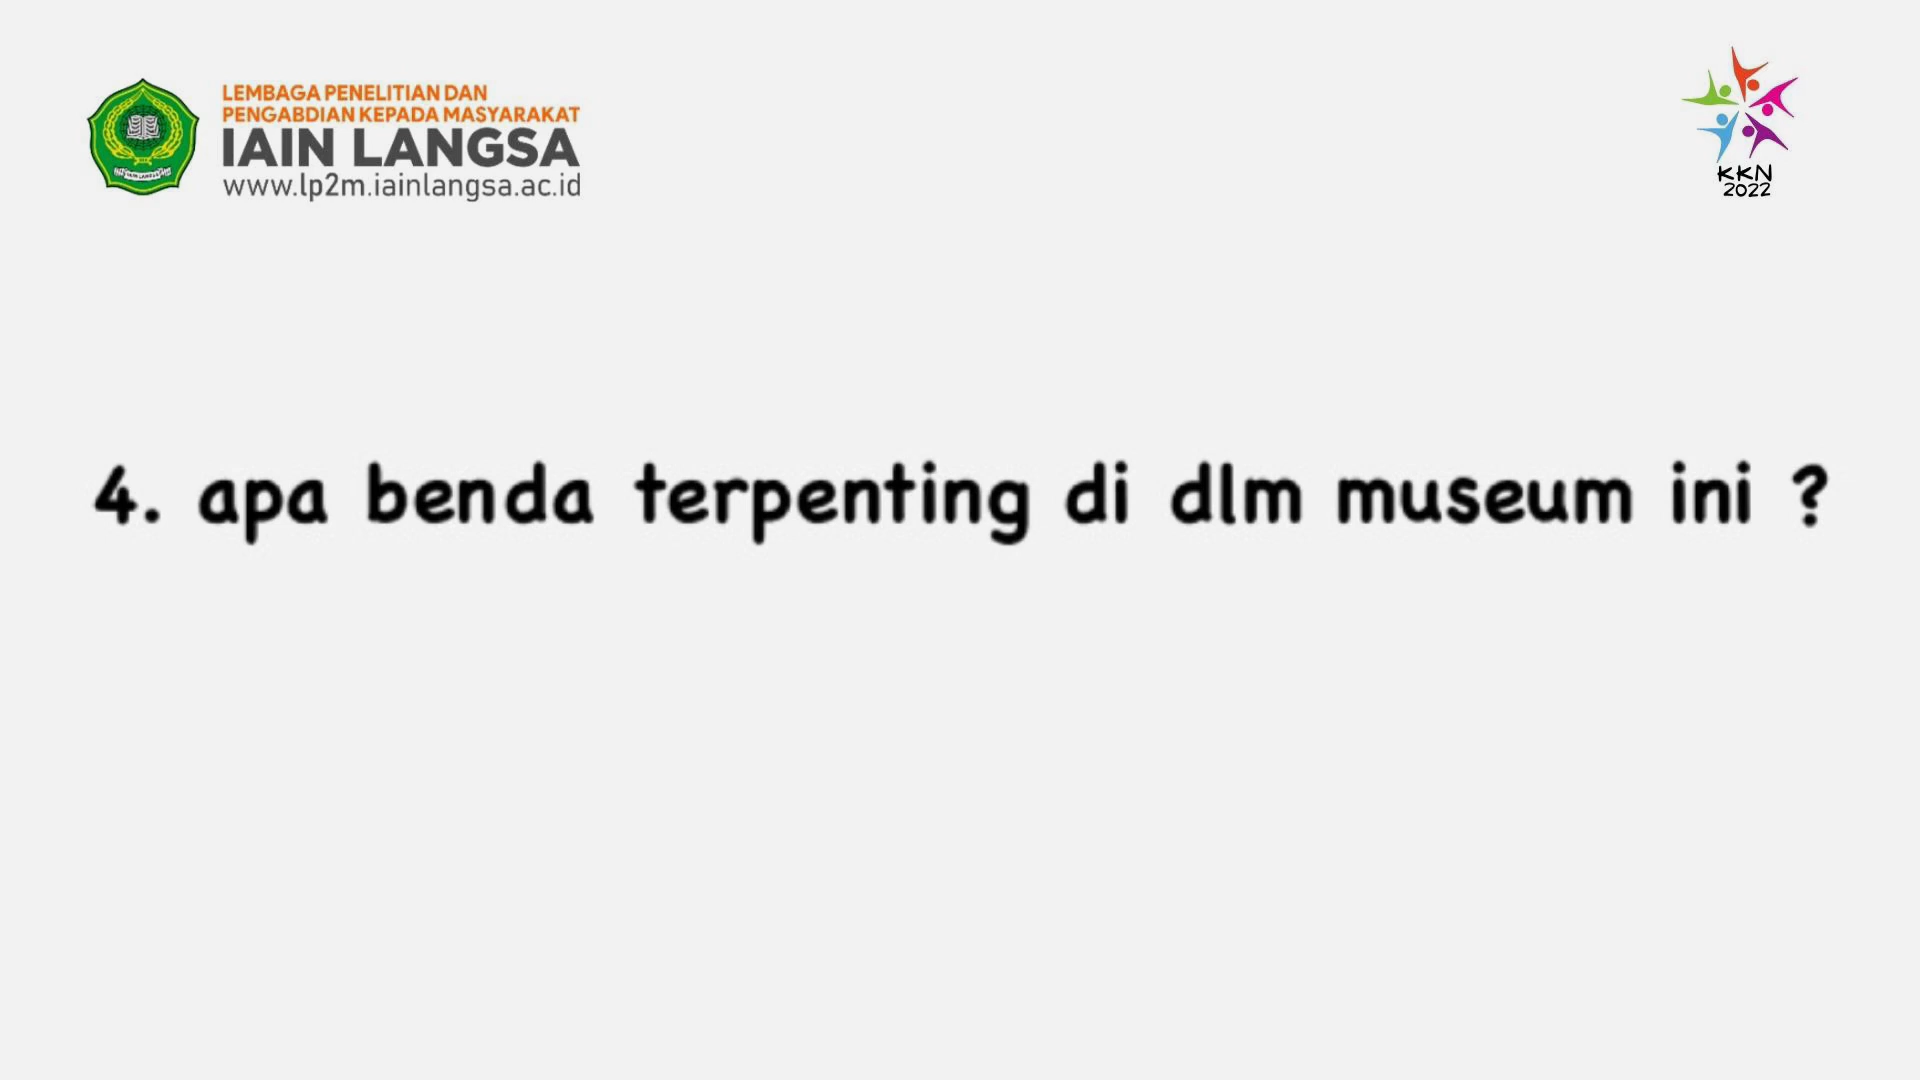 LEMBAGA PENELITIAN DAN
PENGABDIAN KEPADA MASYARAKAT
IAIN LANGSA
www.lp2m.iainlangsa.ac.id
KKN
2022
4. apa benda terpenting di dlm museum ini ?